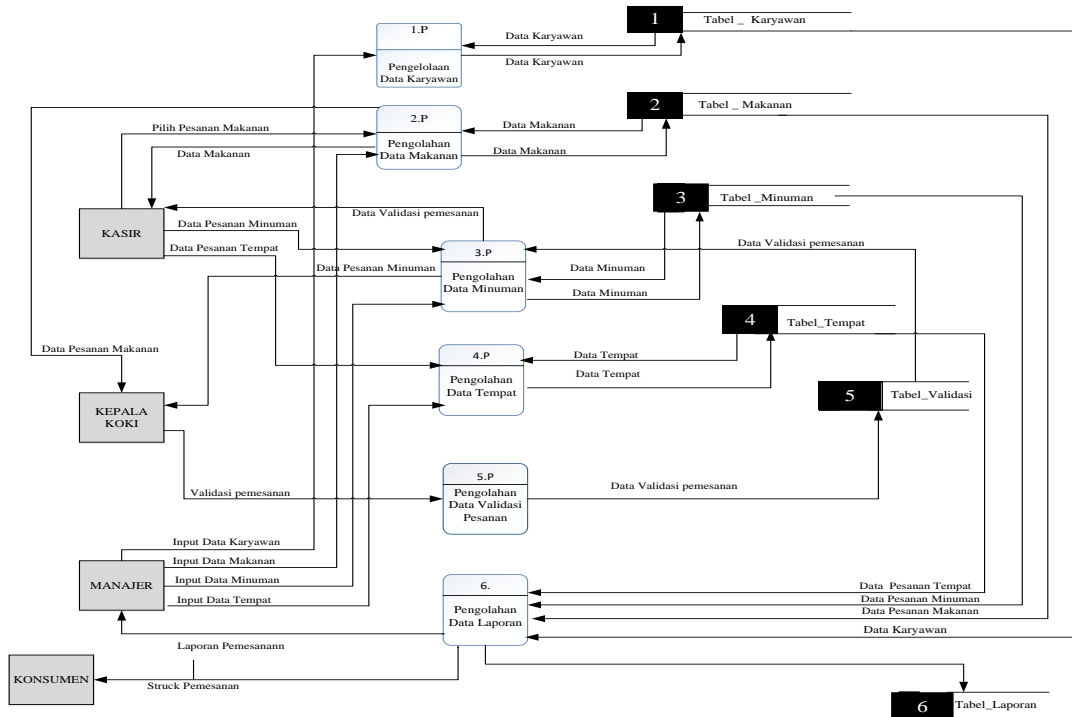 1.P
Pengelolaan
Data Karyawan
Data Karyawan
Data Karyawan
1
Tabel _ Karyawan
2.P
Pengolahan
Data Makanan
Pilih Pesanan Makanan
Data Makanan
Data Makanan
Data Makanan
2
Tabel _ Makanan
KASIR
Data Validasi pemesanan
Data Pesanan Minuman
Data Pesanan Tempat
Data Pesanan Minuman
3.P
Pengolahan
Data Minuman
Data Minuman
Data Minuman
3
Tabel _Minuman
Data Validasi pemesanan
4
Tabel_Tempat
Data Pesanan Makanan
4.P
Pengolahan
Data Tempat
Data Tempat
Data Tempat
5
Tabel_Validasi
KEPALA
KOKI
Validasi pemesanan
5.P
Pengolahan
Data Validasi
Pesanan
Data Validasi pemesanan
MANAJER
Input Data Karyawan
Input Data Makanan
Input Data Minuman
Input Data Tempat
6.
Pengolahan
Data Laporan
Data Pesanan Tempat
Data Pesanan Minuman
Data Pesanan Makanan
Data Karyawan
Laporan Pemesanann
KONSUMEN
Struck Pemesanan
6
Tabel_Laporan